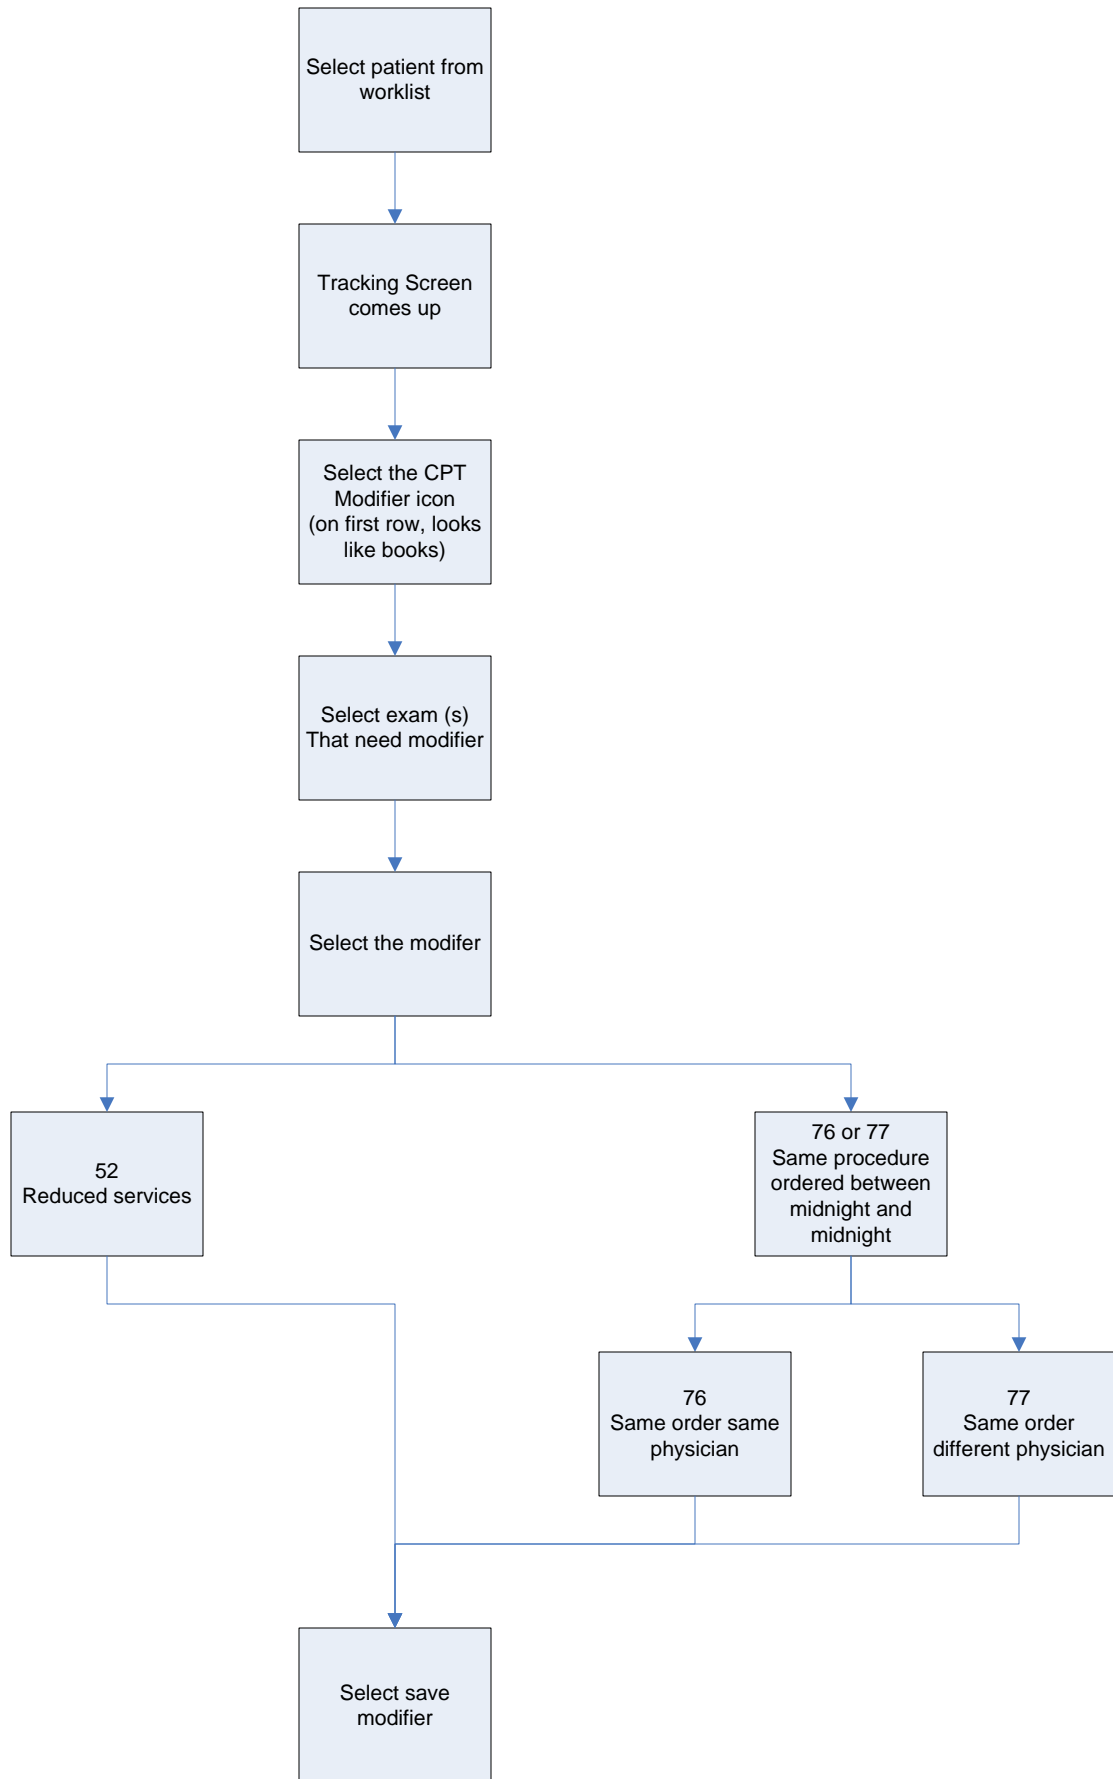 Select patient from
worklist
Tracking Screen
comes up
Select the CPT
Modifier icon
(on first row, looks
like books)
Select exam (s)
That need modifier
Select the modifer
52
Reduced services
76 or 77
Same procedure
ordered between
midnight and
midnight
76
Same order same
physician
77
Same order
different physician
Select save
modifier